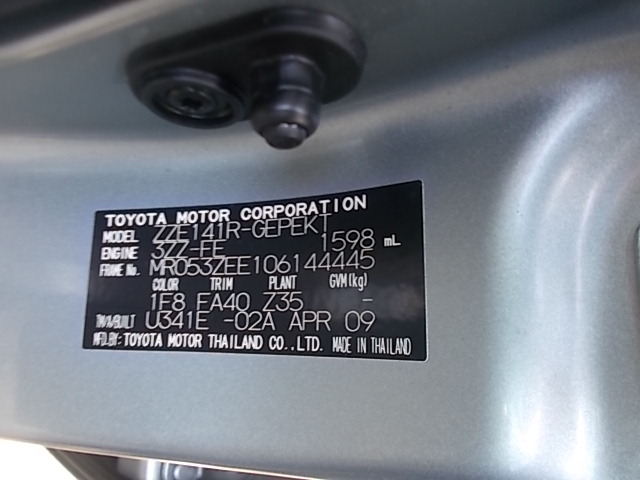 TOYOTA MOTOR CORPORATION
MODEL ZZE141R-GEPEKT
ENGINE 3ZZ-FE 1598 mL
FRAME No. MR053ZEE106144445
COLOR TRIM PLANT GVM(kg)
1F8 FA40 Z35 -
TM/A/BUILT U341E -02A APR 09
MFD.BY: TOYOTA MOTOR THAILAND CO.,LTD. MADE IN THAILAND